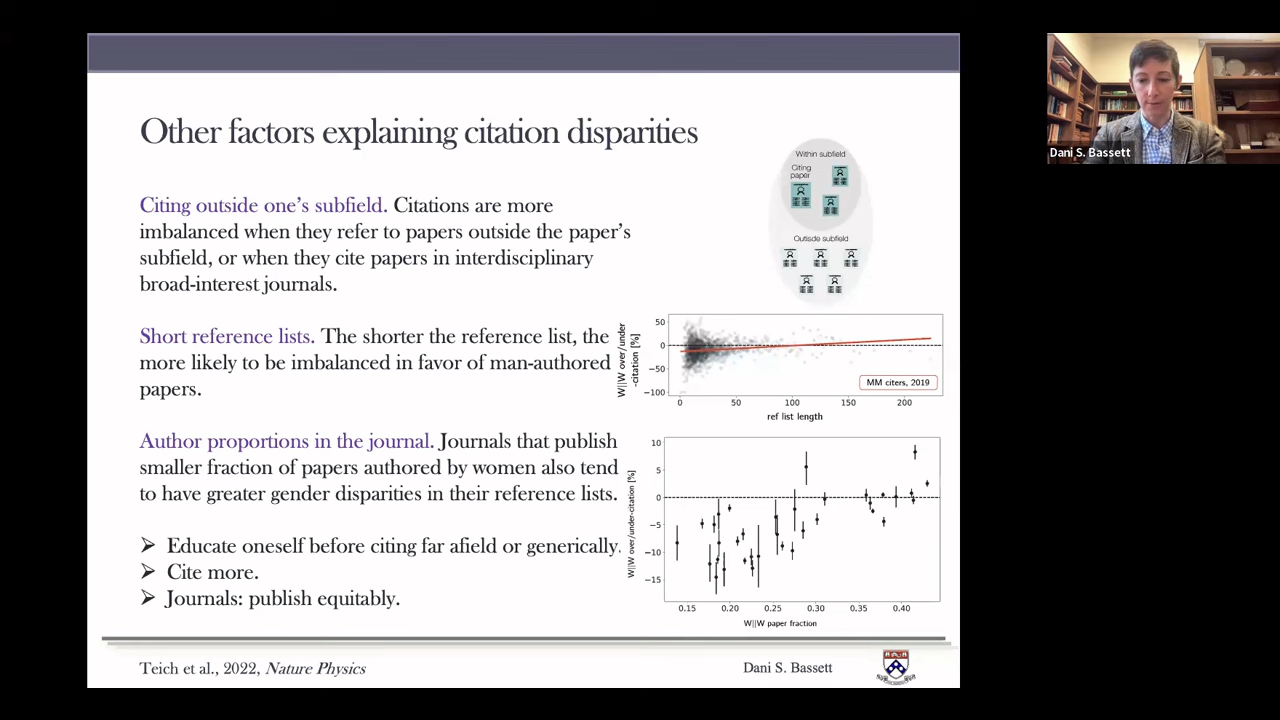 Other factors explaining citation disparities
Citing outside one's subfield. Citations are more
imbalanced when they refer to papers outside the paper's
subfield, or when they cite papers in interdisciplinary
broad-interest journals.
Short reference lists. The shorter the reference list, the
more likely to be imbalanced in favor of man-authored
papers.
Author proportions in the journal. Journals that publish
smaller fraction of papers authored by women also tend
to have greater gender disparities in their reference lists.
➢ Educate oneself before citing far afield or generically.
➢ Cite more.
➢ Journals: publish equitably.
Within subfield
Citing
paper
Outisde subfield
W||W over/under
-citation [%]
50
0
−50
−100
MM citers, 2019
0 50 100 150 200
ref list length
W||W over/under-citation [%]
10
5
0
−5
−10
−15
0.15 0.20 0.25 0.30 0.35 0.40
W||W paper fraction
Teich et al., 2022, Nature Physics
Dani S. Bassett
Dani S. Bassett